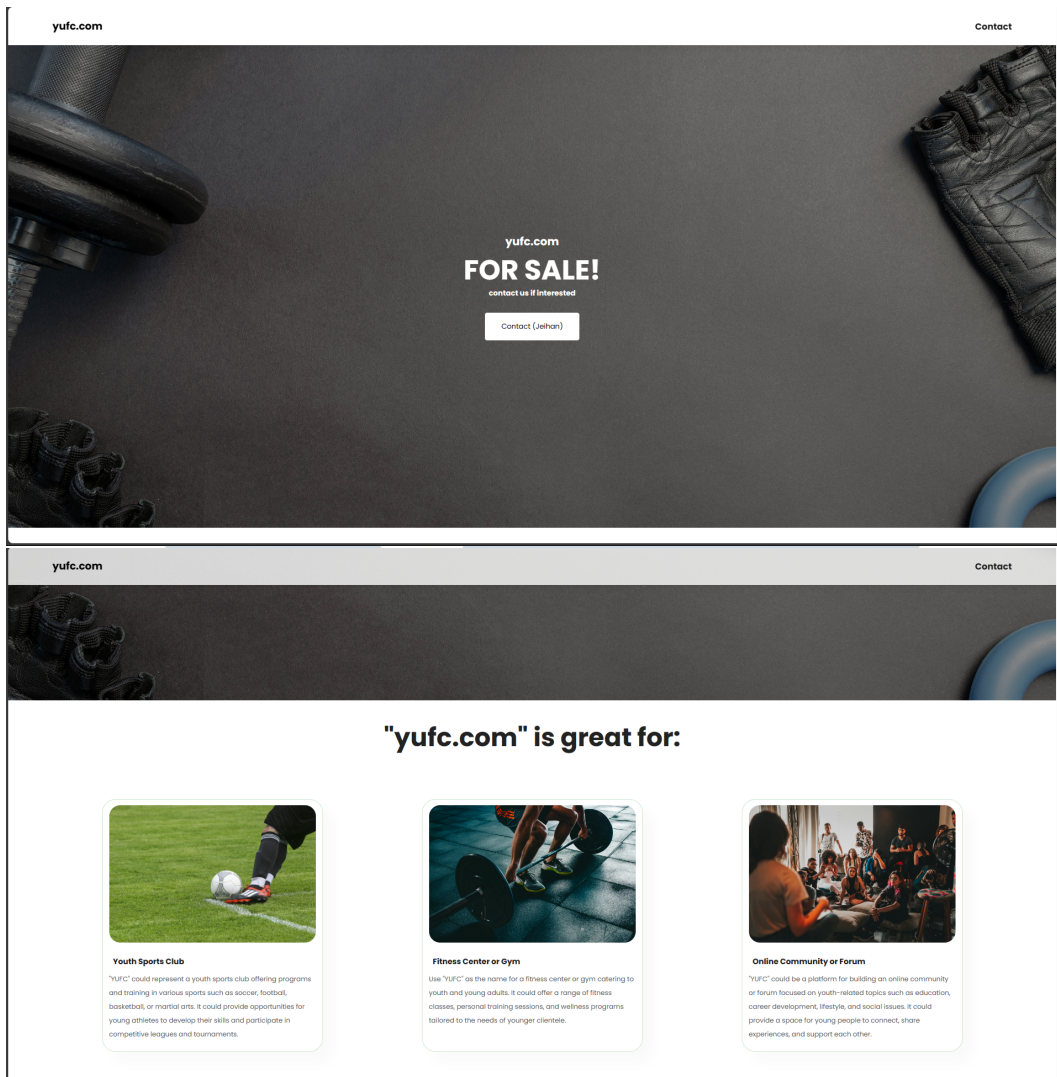 yufc.com
Contact
yufc.com
FOR SALE!
contact us if interested
Contact (Jeihan)
yufc.com
Contact
"yufc.com" is great for:
Youth Sports Club
"YUFC" could represent a youth sports club offering programs
and training in various sports such as soccer, football,
basketball, or martial arts. It could provide opportunities for
young athletes to develop their skills and participate in
competitive leagues and tournaments.
Fitness Center or Gym
Use "YUFC" as the name for a fitness center or gym catering to
youth and young adults. It could offer a range of fitness
classes, personal training sessions, and wellness programs
tailored to the needs of younger clientele.
Online Community or Forum
"YUFC" could be a platform for building an online community
or forum focused on youth-related topics such as education,
career development, lifestyle, and social issues. It could
provide a space for young people to connect, share
experiences, and support each other.